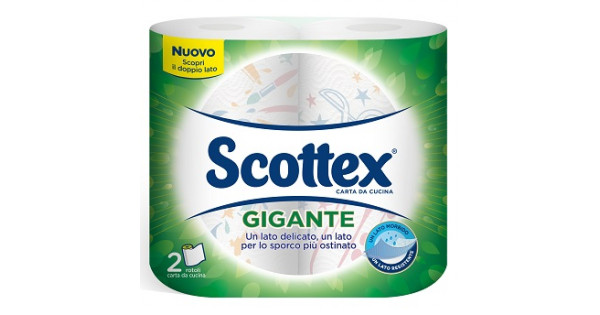 Nuovo
Scopri
il doppio lato
Scottex®
CARTA DA CUCINA
GIGANTE
Un lato delicato, un lato
per lo sporco più ostinato
UN LATO MORBIDO
UN LATO RESISTENTE
2 rotoli
carta da cucina